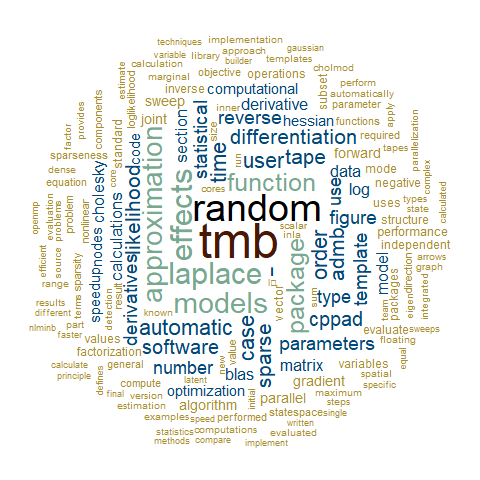 techniques
implementation
variable
library
approach
gaussian
builder
templates
estimate
calculation
objective
cholmod
marginal
operations
perform
loglikelihood
inverse
computational
automatically
parameter
factor
provides
components
sweep
joint
inner
derivative
subset
functions
apply
parallelization
reverse
hessian
required
tapes
sparseness
standard
code
section
statistical
size
time
differentiation
dense
core
run
user
tape
forward
mode
equation
cholesky
likelihood
approximation
effects
cores
function
data
negative
types
complex
calculated
openmp
evaluation
problems
problem
nonlinear
nodes
calculations
derivatives
random
used
uses
state
structure
figure
performance
independent
speedup
tmb
scalar
inla
order
admb
template
model
efficient
source
terms
sparsity
result
laplace
package
log
packages
eigen
direction
integrated
arrows
graph
range
detection
models
vector
type
team
results
different
known
sum
cppad
evaluate
floating
sweeps
nlminb
part
automatic
case
sparse
parameters
faster
values
software
new
value
matrix
variables
equal
factorization
calculate
general
number
blas
gradient
spatial
principle
defines
compute
latent
optimization
initial
parallel
maximum
specific
final
version
algorithm
steps
estimation
examples
speed
performed
statespace
single
statistics
computations
written
methods
compare
evaluated
implement